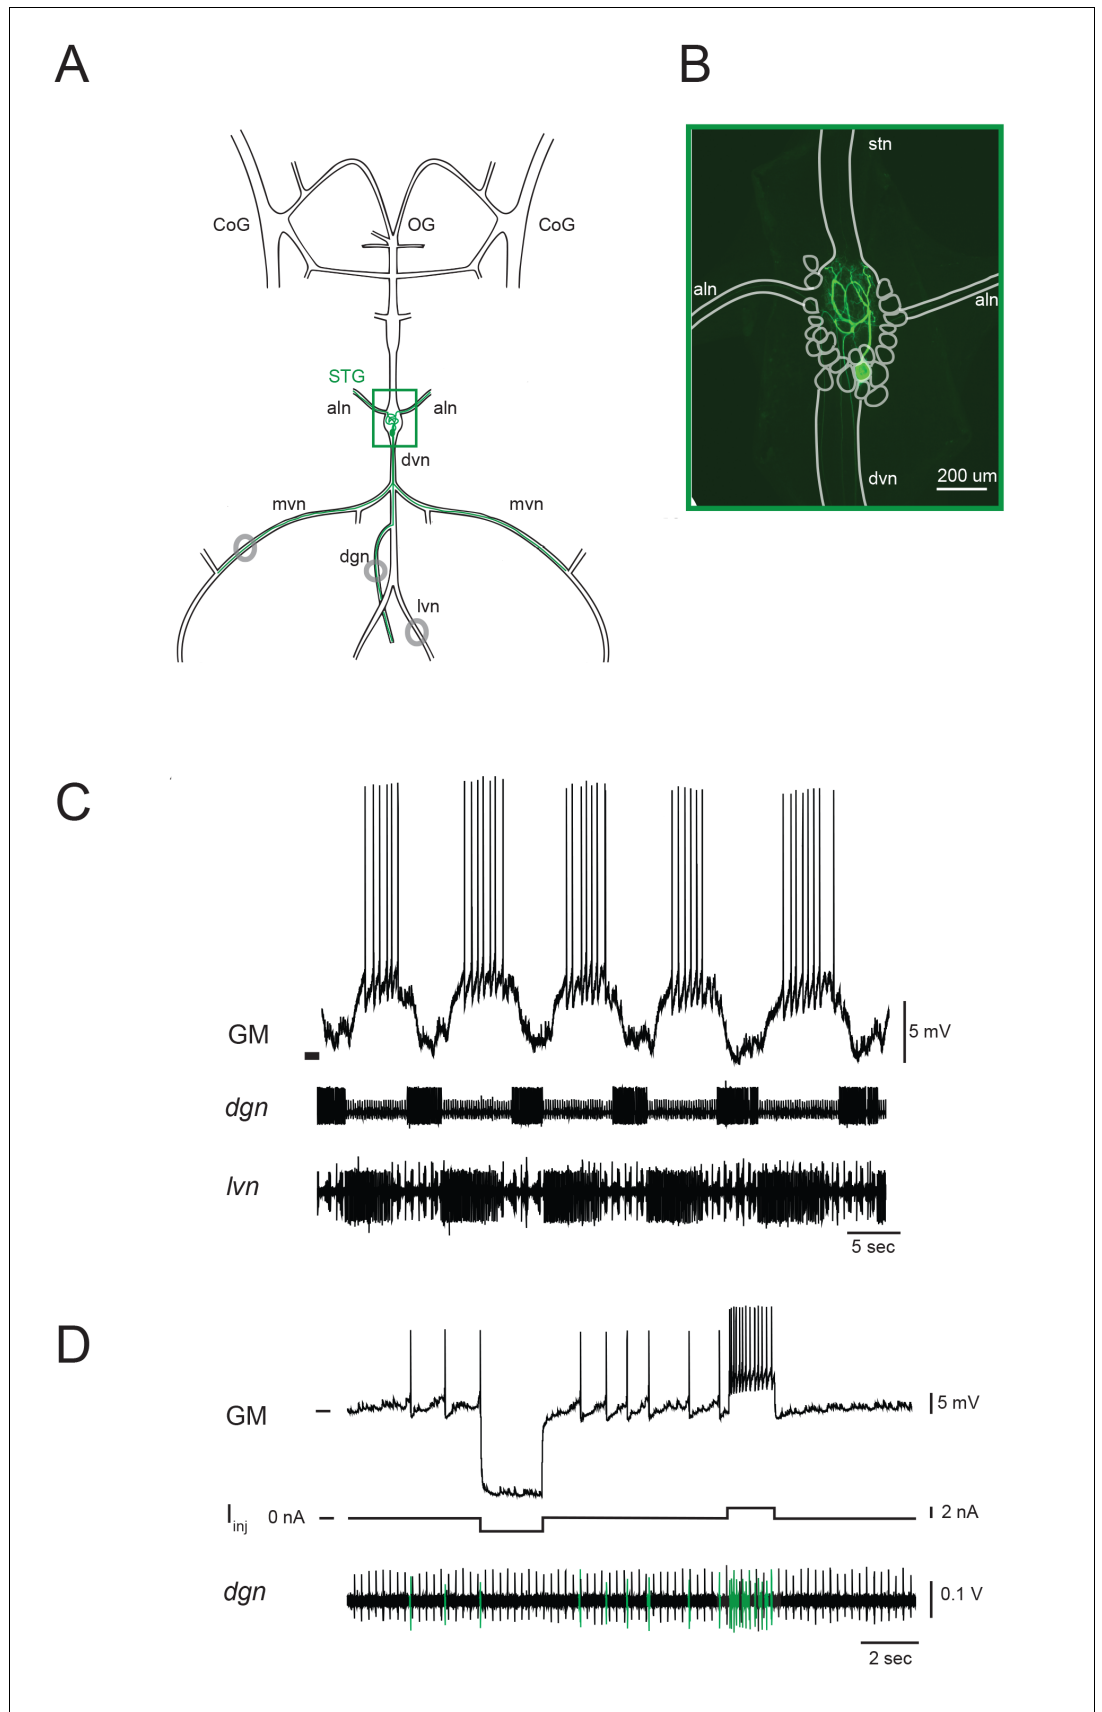 A
B
CoG
OG
CoG
STG
aln
aln
dvn
mvn
mvn
dgn
lvn
stn
aln
aln
dvn
200 um
C
GM
5 mV
dgn
lvn
5 sec
D
GM
5 mV
Iinj 0 nA
2 nA
dgn
0.1 V
2 sec